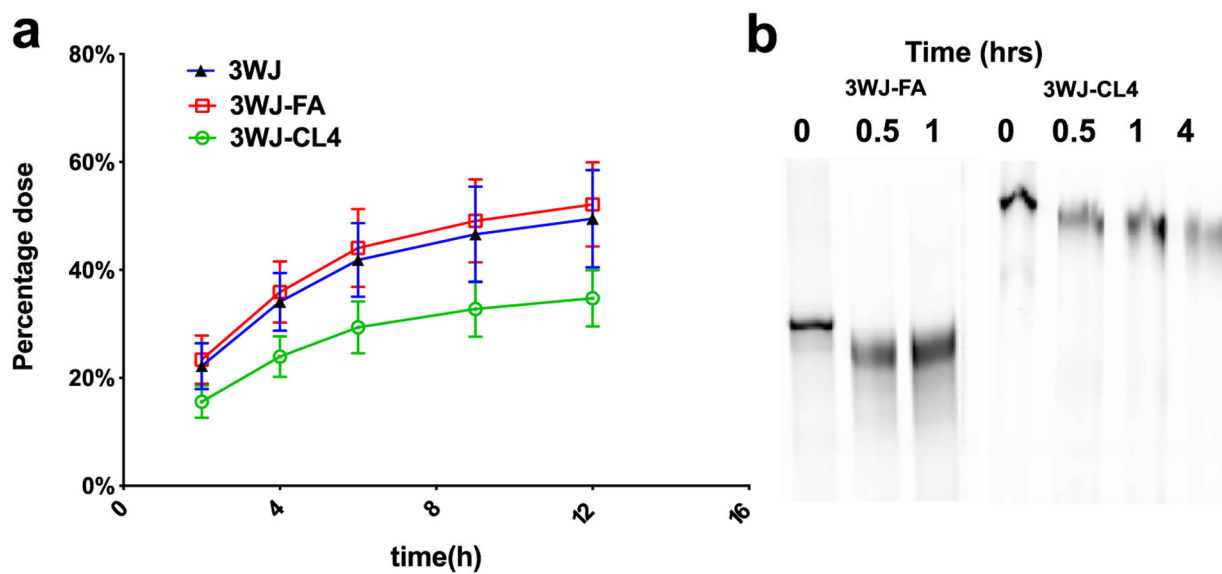 a
80%
60%
40%
20%
0%
Percentage dose
3WJ
3WJ-FA
3WJ-CL4
0
4
8
12
16
time(h)
b
Time (hrs)
3WJ-FA 3WJ-CL4
0 0.5 1 0 0.5 1 4